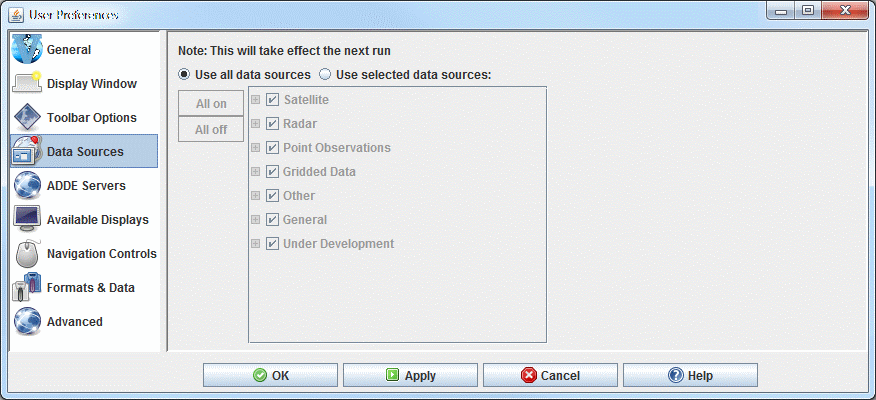 User Preferences
General
Display Window
Toolbar Options
Data Sources
ADDE Servers
Available Displays
Navigation Controls
Formats & Data
Advanced
Note: This will take effect the next run
Use all data sources Use selected data sources:
All on
All off
Satellite
Radar
Point Observations
Gridded Data
Other
General
Under Development
OK Apply Cancel Help